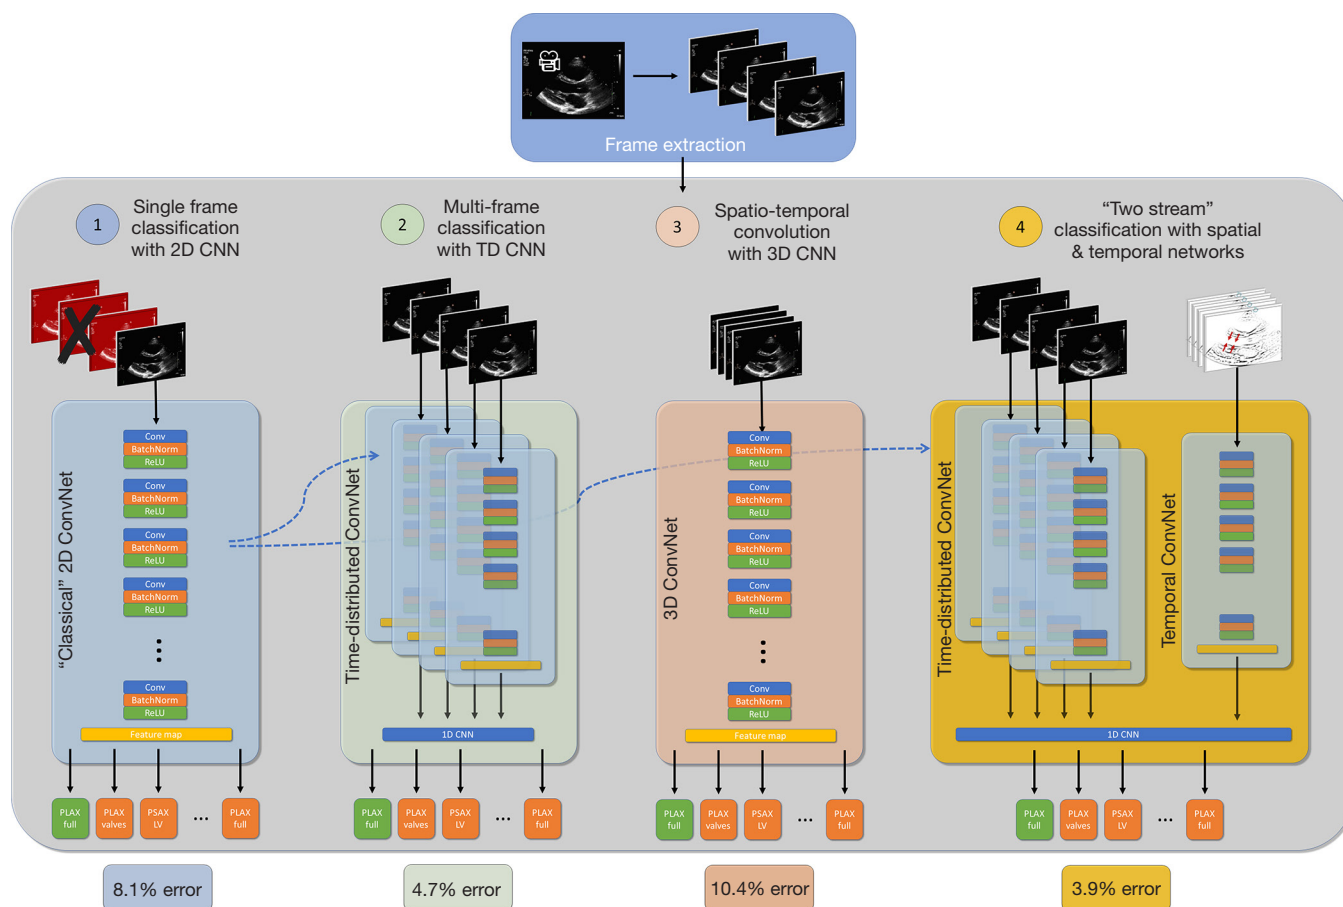 Frame extraction
1
Single frame
classification
with 2D CNN
2
Multi-frame
classification
with TD CNN
3
Spatio-temporal
convolution
with 3D CNN
4
“Two stream”
classification with spatial
& temporal networks
“Classical” 2D ConvNet
Conv
BatchNorm
ReLU
Conv
BatchNorm
ReLU
Conv
BatchNorm
ReLU
Conv
BatchNorm
ReLU
Conv
BatchNorm
ReLU
Feature map
PLAX
full
PLAX
valves
PSAX
LV
...
PLAX
full
8.1% error
Time-distributed ConvNet
1D CNN
PLAX
full
PLAX
valves
PSAX
LV
...
PLAX
full
4.7% error
3D ConvNet
Conv
BatchNorm
ReLU
Conv
BatchNorm
ReLU
Conv
BatchNorm
ReLU
Conv
BatchNorm
ReLU
Conv
BatchNorm
ReLU
Feature map
PLAX
full
PLAX
valves
PSAX
LV
...
PLAX
full
10.4% error
Time-distributed ConvNet
Temporal ConvNet
1D CNN
PLAX
full
PLAX
valves
PSAX
LV
...
PLAX
full
3.9% error